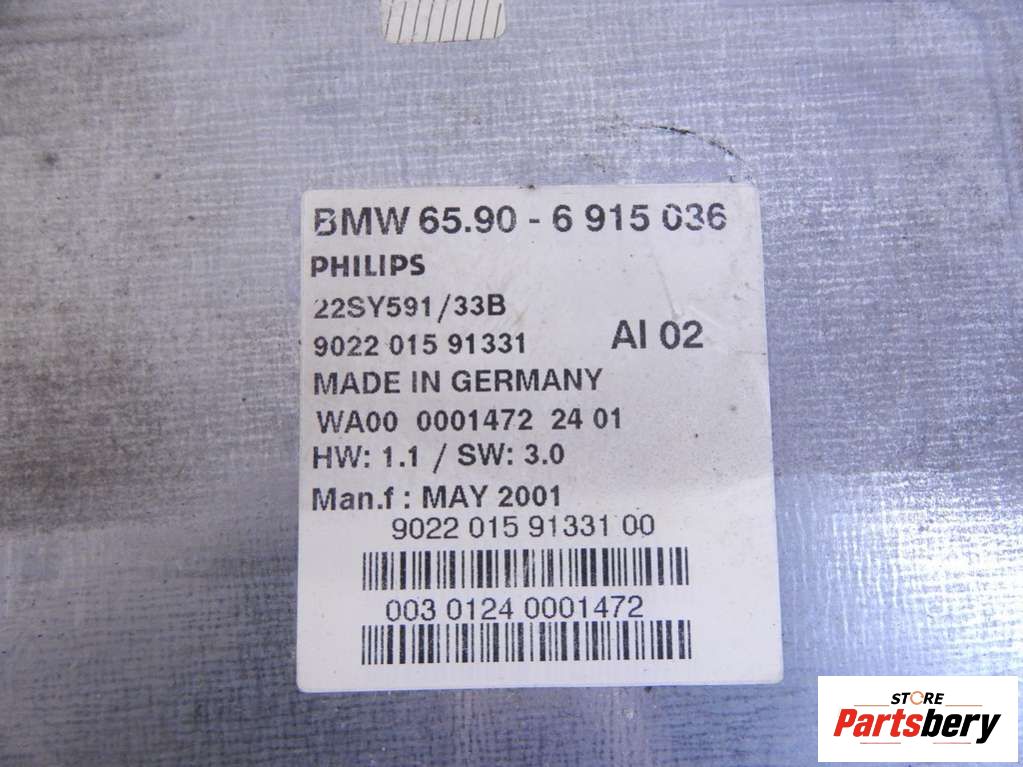 BMW 65.90 - 6 915 036
PHILIPS
22SY591/33B
9022 015 91331 AI 02
MADE IN GERMANY
WA00 0001472 24 01
HW: 1.1 / SW: 3.0
Man.f : MAY 2001
9022 015 91331 00
003 0124 0001472
STORE
Partsbery